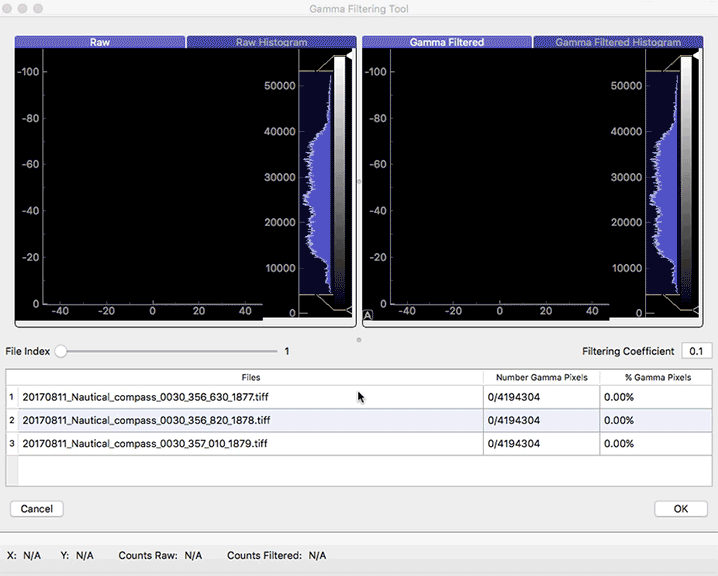 Gamma Filtering Tool
Raw Raw Histogram Gamma Filtered Gamma Filtered Histogram
-100 50000 -100 50000
-80 40000 -80 40000
-60 30000 -60 30000
-40 20000 -40 20000
-20 10000 -20 10000
0 0 0 0
-40 -20 0 20 40 A -40 -20 0 20 40
File Index 1 Filtering Coefficient 0.1
Files Number Gamma Pixels % Gamma Pixels
1 20170811_Nautical_compass_0030_356_630_1877.tiff 0/4194304 0.00%
2 20170811_Nautical_compass_0030_356_820_1878.tiff 0/4194304 0.00%
3 20170811_Nautical_compass_0030_357_010_1879.tiff 0/4194304 0.00%
Cancel OK
X: N/A Y: N/A Counts Raw: N/A Counts Filtered: N/A